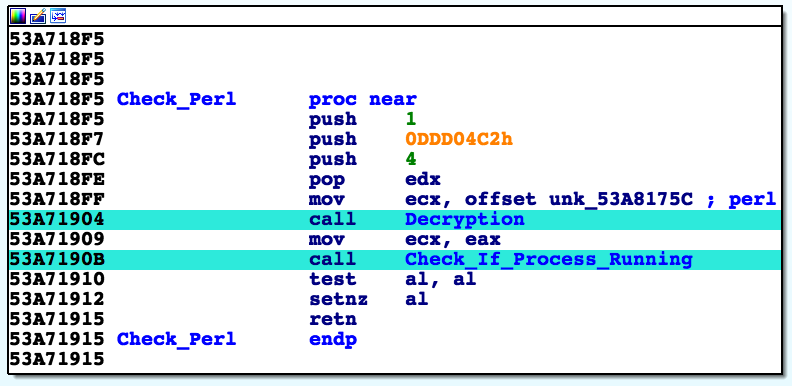 53A718F5
53A718F5
53A718F5
53A718F5 Check_Perl proc near
53A718F5 push 1
53A718F7 push 0DDD04C2h
53A718FC push 4
53A718FE pop edx
53A718FF mov ecx, offset unk_53A8175C ; perl
53A71904 call Decryption
53A71909 mov ecx, eax
53A7190B call Check_If_Process_Running
53A71910 test al, al
53A71912 setnz al
53A71915 retn
53A71915 Check_Perl endp
53A71915